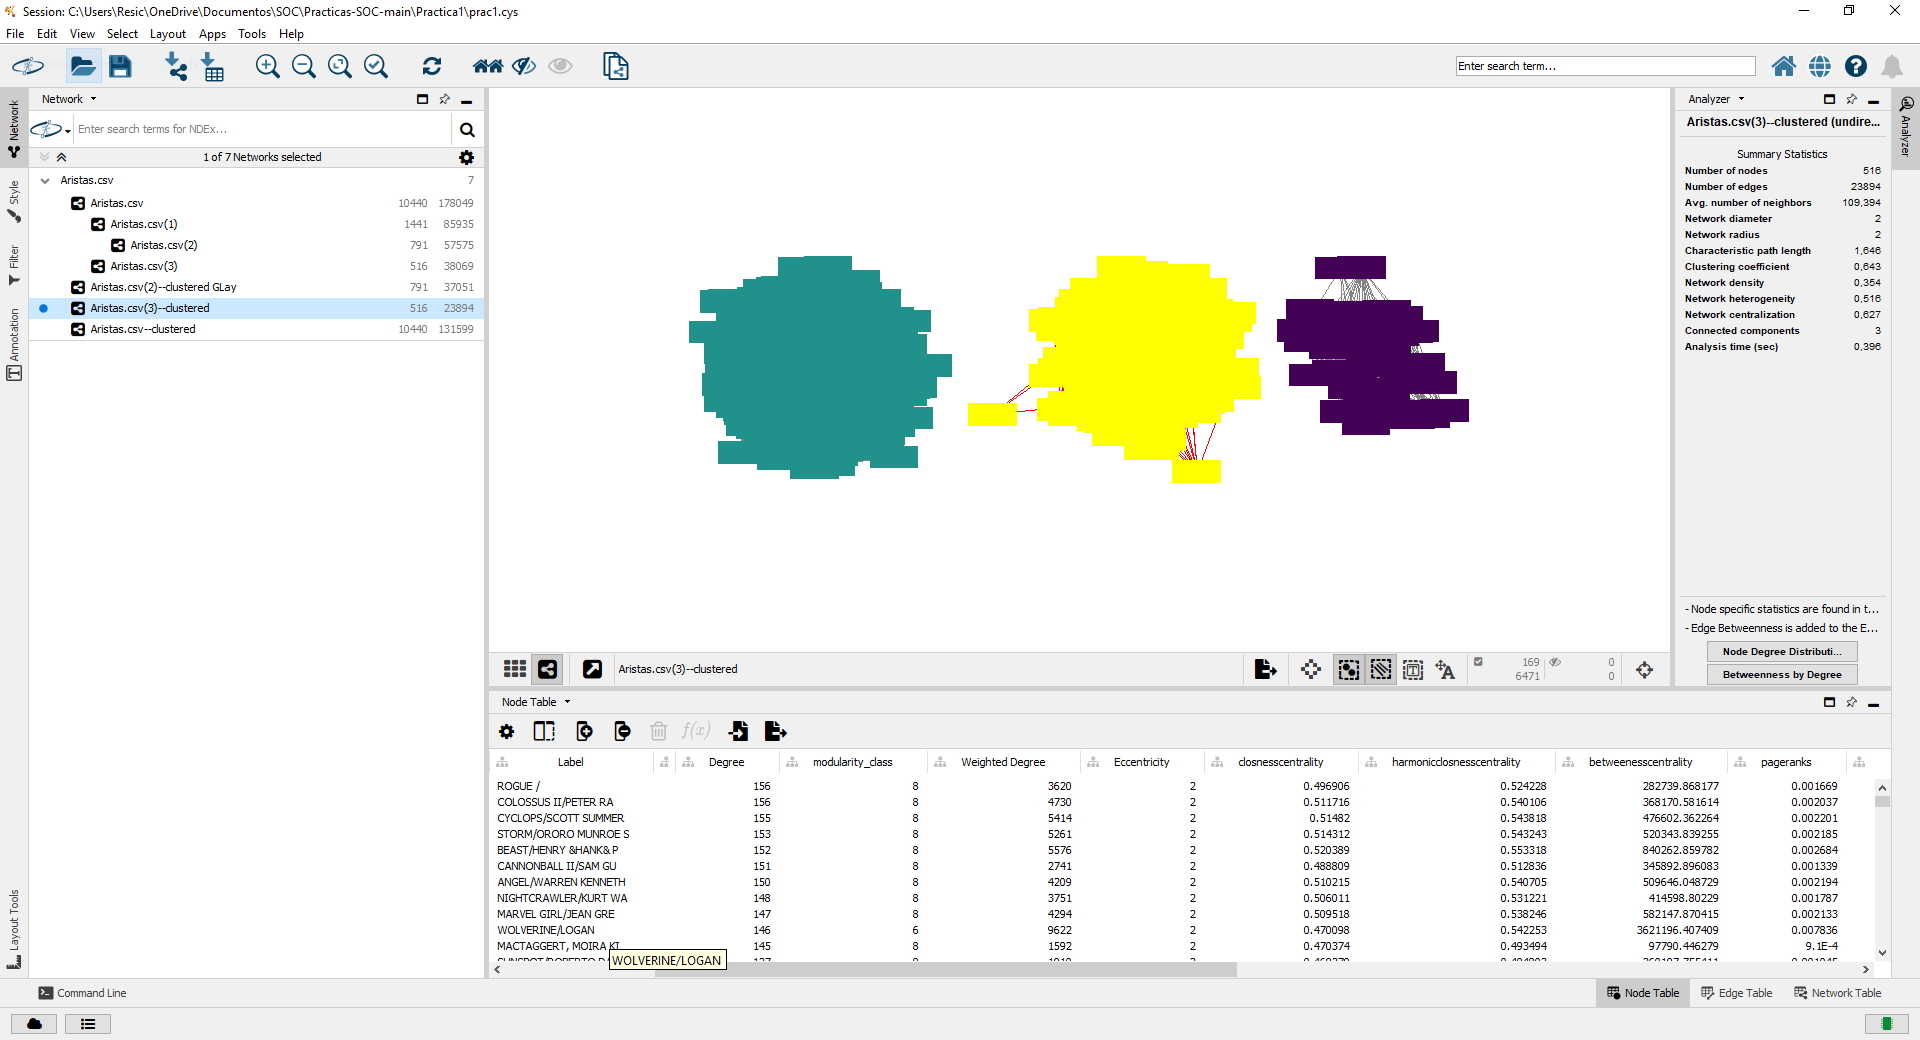 Session: C:\Users\Resic\OneDrive\Documentos\SOC\Practicas-SOC-main\Practica1\prac1.cys
File Edit View Select Layout Apps Tools Help
Enter search term...
Network
Enter search terms for NDEx...
1 of 7 Networks selected
Aristas.csv 7
Aristas.csv 10440 178049
Aristas.csv(1) 1441 85935
Aristas.csv(2) 791 57575
Aristas.csv(3) 516 38069
Aristas.csv(2)--clustered GLay 791 37051
Aristas.csv(3)--clustered 516 23894
Aristas.csv--clustered 10440 131599
Network
Style
Filter
Annotation
Layout Tools
Analyzer
Aristas.csv(3)--clustered (undire...
Summary Statistics
Number of nodes 516
Number of edges 23894
Avg. number of neighbors 109,394
Network diameter 2
Network radius 2
Characteristic path length 1,646
Clustering coefficient 0,643
Network density 0,354
Network heterogeneity 0,516
Network centralization 0,627
Connected components 3
Analysis time (sec) 0,396
- Node specific statistics are found in t...
- Edge Betweenness is added to the E...
Node Degree Distributi...
Betweenness by Degree
Analyzer
Aristas.csv(3)--clustered
169 0
6471 0
Node Table
f(x)
Label Degree modularity_class Weighted Degree Eccentricity closnesscentrality harmonicclosnesscentrality betweenesscentrality pageranks
ROGUE / 156 8 3620 2 0.496906 0.524228 282739.868177 0.001669
COLOSSUS II/PETER RA 156 8 4730 2 0.511716 0.540106 368170.581614 0.002037
CYCLOPS/SCOTT SUMMER 155 8 5414 2 0.51482 0.543818 476602.362264 0.002201
STORM/ORORO MUNROE S 153 8 5261 2 0.514312 0.543243 520343.839255 0.002185
BEAST/HENRY &HANK& P 152 8 5576 2 0.520389 0.553318 840262.859782 0.002684
CANNONBALL II/SAM GU 151 8 2741 2 0.488809 0.512836 345892.896083 0.001339
ANGEL/WARREN KENNETH 150 8 4209 2 0.510215 0.540705 509646.048729 0.002194
NIGHTCRAWLER/KURT WA 148 8 3751 2 0.506011 0.531221 414598.80229 0.001787
MARVEL GIRL/JEAN GRE 147 8 4294 2 0.509518 0.538246 582147.870415 0.002133
WOLVERINE/LOGAN 146 6 9622 2 0.470098 0.542253 3621196.407409 0.007836
MACTAGGERT, MOIRA KI 145 8 1592 2 0.470374 0.493494 97790.446279 9.1E-4
WOLVERINE/LOGAN
Command Line
Node Table Edge Table Network Table